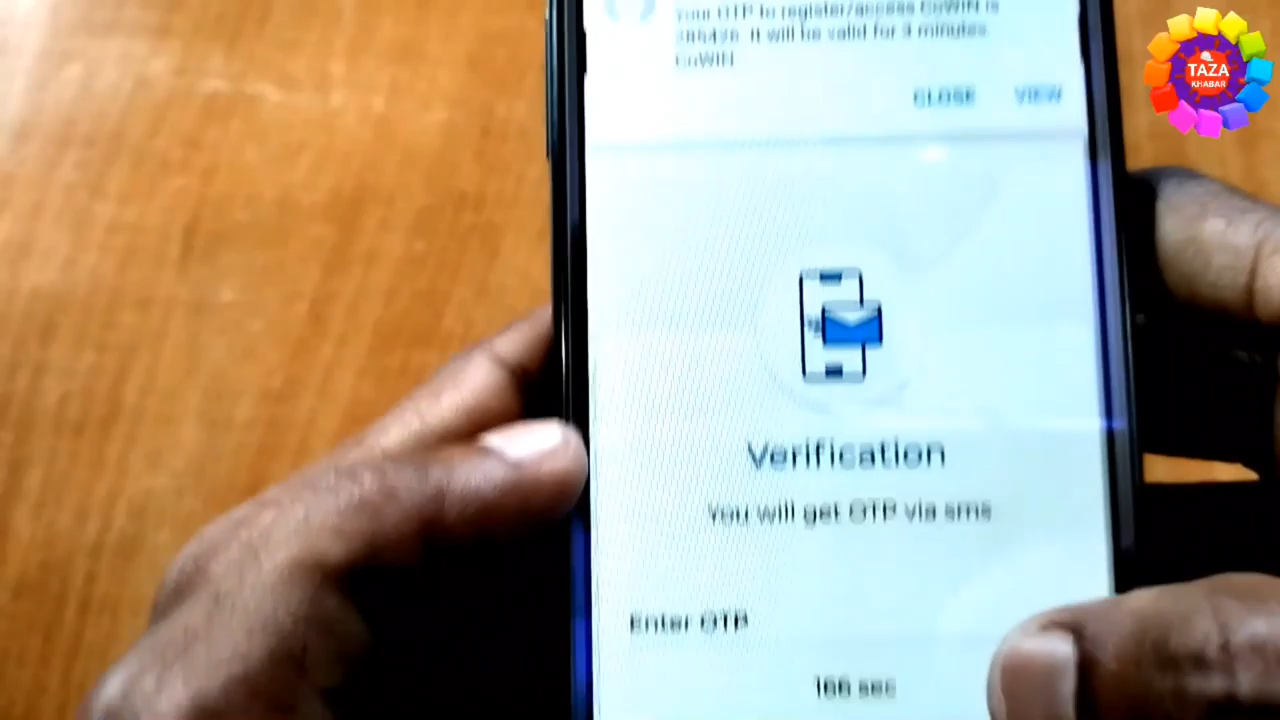 Your OTP to register/access CoWIN is
It will be valid for 3 minutes.
CoWIN
CLOSE VIEW
TAZA
KHABAR
Verification
You will get OTP via sms
Enter OTP
166 sec